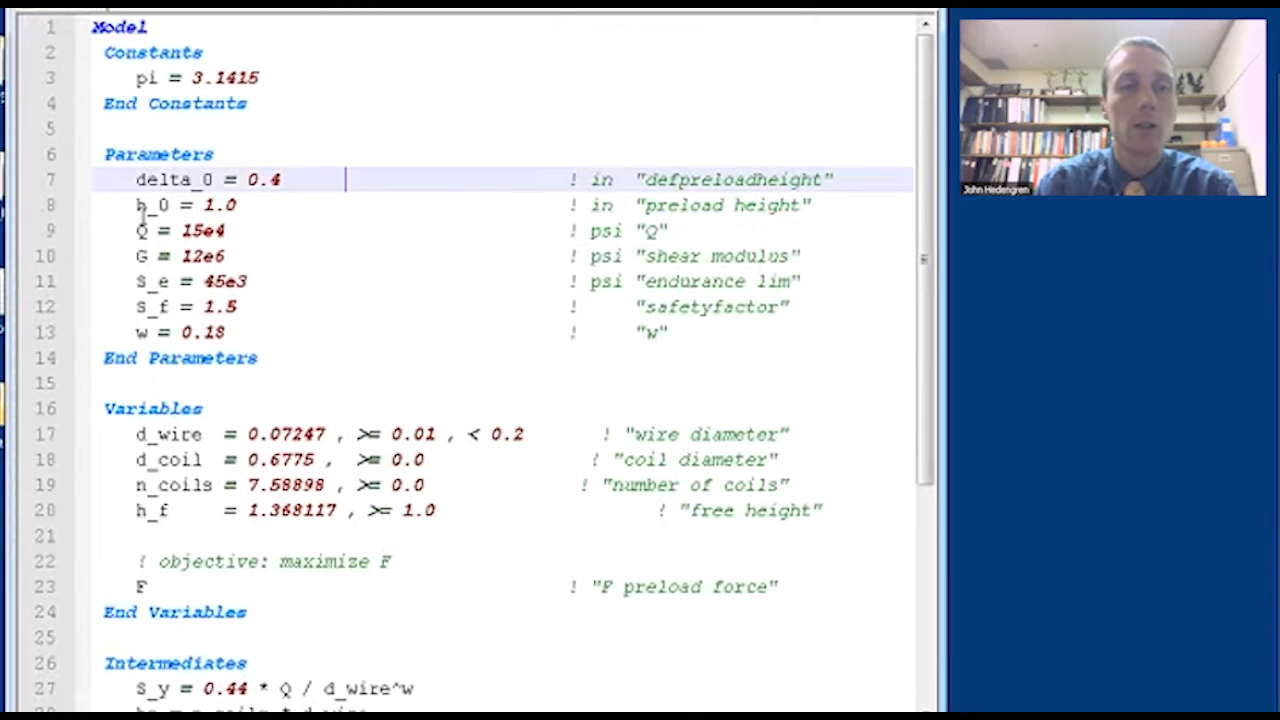 1 Model
2 Constants
3 pi = 3.1415
4 End Constants
5
6 Parameters
7 delta_0 = 0.4 ! in "defpreloadheight"
8 h_0 = 1.0 ! in "preload height"
9 Q = 15e4 ! psi "Q"
10 G = 12e6 ! psi "shear modulus"
11 S_e = 45e3 ! psi "endurance lim"
12 S_f = 1.5 ! "safetyfactor"
13 w = 0.18 ! "w"
14 End Parameters
15
16 Variables
17 d_wire = 0.07247 , >= 0.01 , < 0.2 ! "wire diameter"
18 d_coil = 0.6775 , >= 0.0 ! "coil diameter"
19 n_coils = 7.58898 , >= 0.0 ! "number of coils"
20 h_f = 1.368117 , >= 1.0 ! "free height"
21
22 ! objective: maximize F
23 F ! "F preload force"
24 End Variables
25
26 Intermediates
27 S_y = 0.44 * Q / d_wire^w
John Hedengren